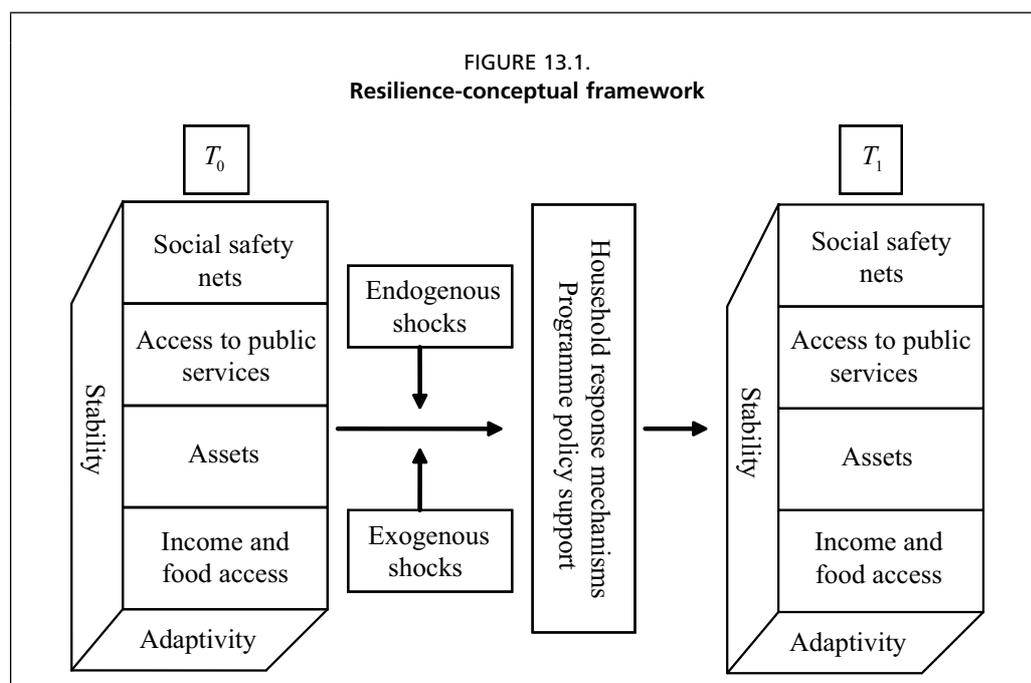 FIGURE 13.1.
Resilience-conceptual framework
T₀
Social safety
nets
Access to public
services
Assets
Income and
food access
Stability
Adaptivity
Endogenous
shocks
Exogenous
shocks
Household response mechanisms
Programme policy support
T₁
Social safety
nets
Access to public
services
Assets
Income and
food access
Stability
Adaptivity